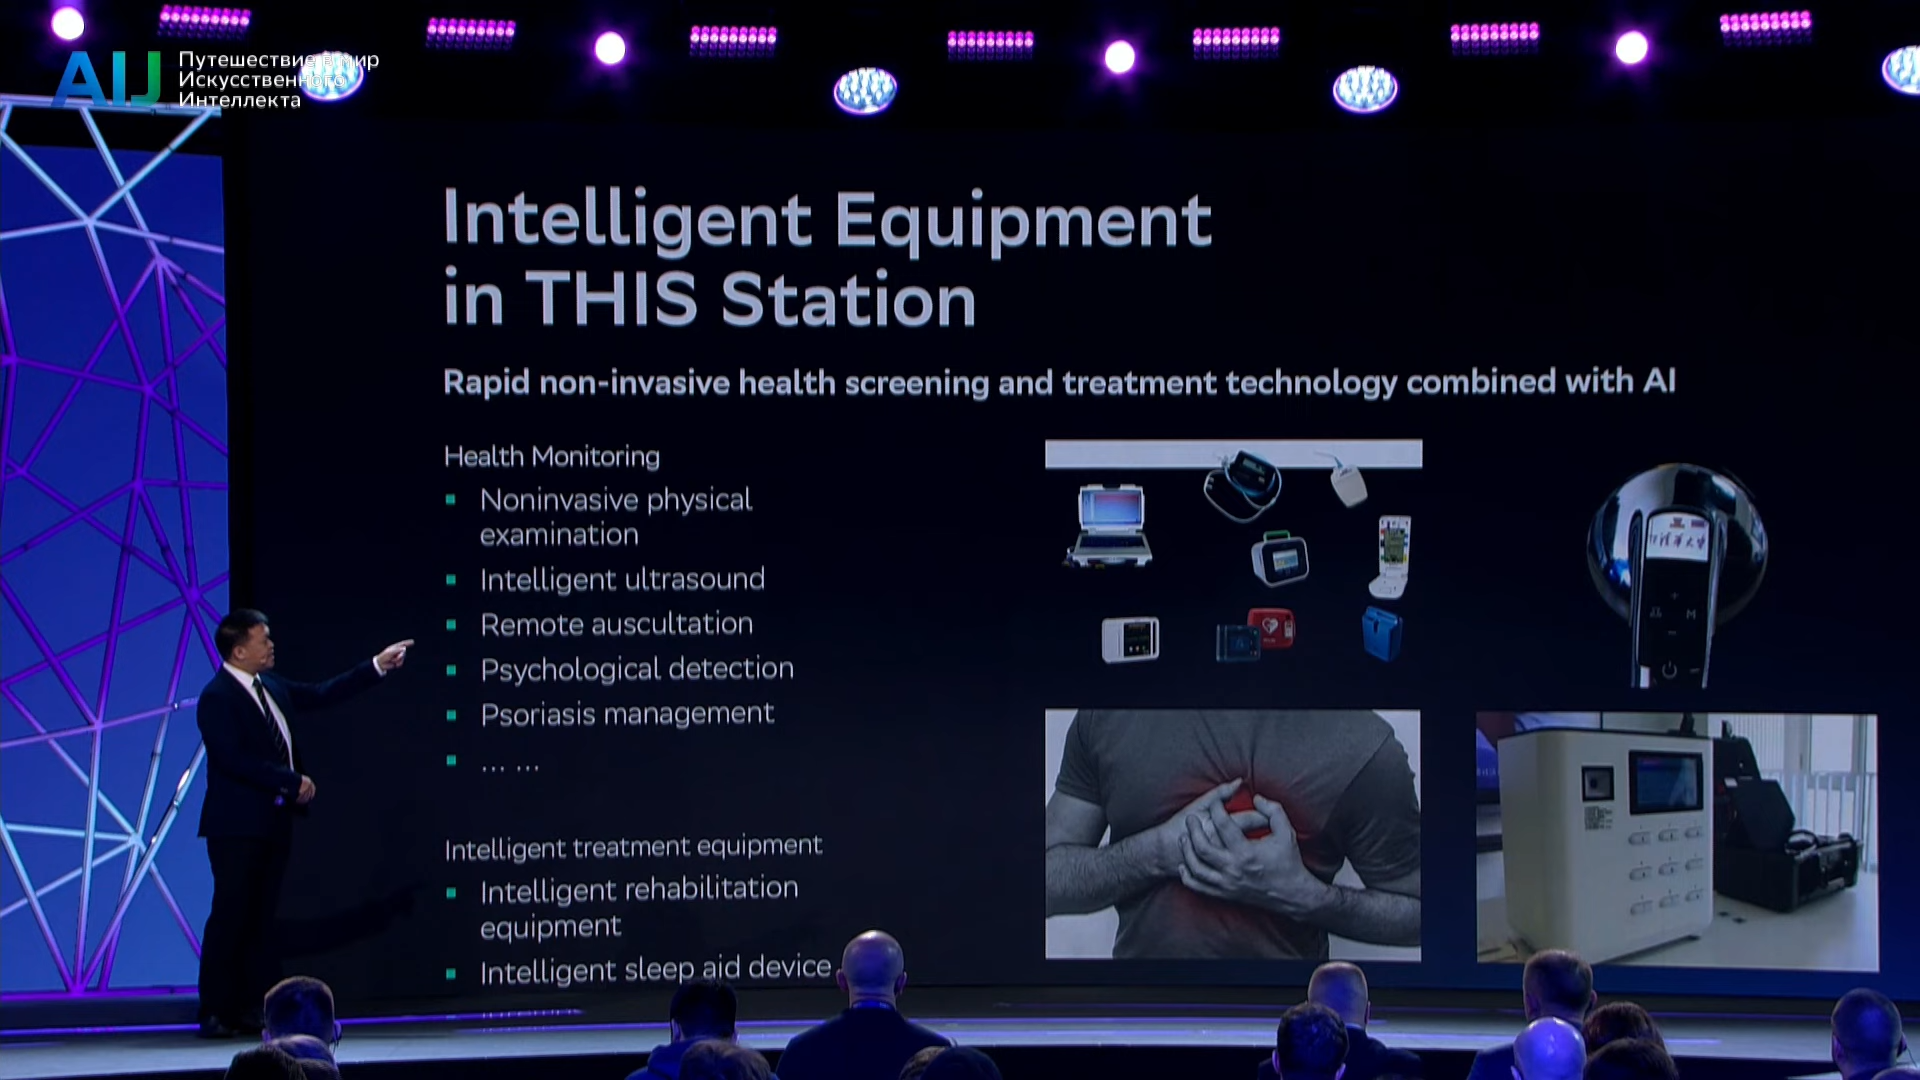 AIJ
Путешествие в мир
Искусственного
Интеллекта
Intelligent Equipment
in THIS Station
Rapid non-invasive health screening and treatment technology combined with AI
Health Monitoring
Noninvasive physical
examination
Intelligent ultrasound
Remote auscultation
Psychological detection
Psoriasis management
... ...
Intelligent treatment equipment
Intelligent rehabilitation
equipment
Intelligent sleep aid device
M